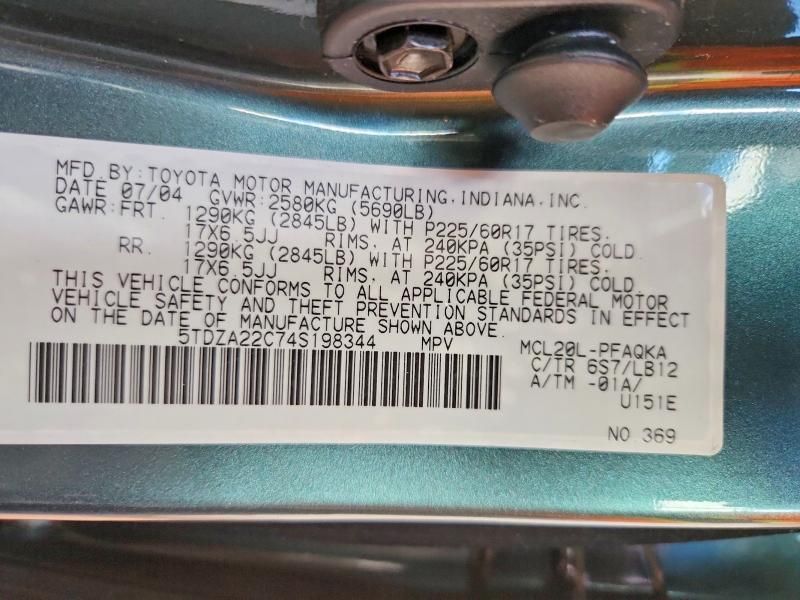 MFD.BY:TOYOTA MOTOR MANUFACTURING,INDIANA,INC.
DATE 07/04 GVWR:2580KG (5690LB)
GAWR:FRT. 1290KG (2845LB) WITH P225/60R17 TIRES.
17X6.5JJ RIMS. AT 240KPA (35PSI) COLD.
RR. 1290KG (2845LB) WITH P225/60R17 TIRES.
17X6.5JJ RIMS. AT 240KPA (35PSI) COLD.
THIS VEHICLE CONFORMS TO ALL APPLICABLE FEDERAL MOTOR
VEHICLE SAFETY AND THEFT PREVENTION STANDARDS IN EFFECT
ON THE DATE OF MANUFACTURE SHOWN ABOVE.
5TDZA22C74S198344 MPV MCL20L-PFAQKA
C/TR 6S7/LB12
A/TM -01A/
U151E
NO 369